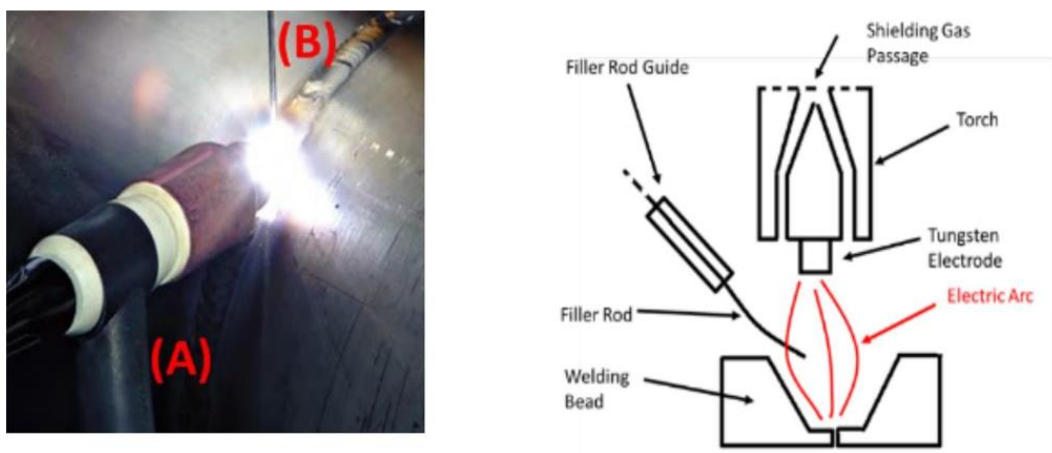 (B)
(A)
Shielding Gas
Passage
Filler Rod Guide
Torch
Tungsten
Electrode
Electric Arc
Filler Rod
Welding
Bead